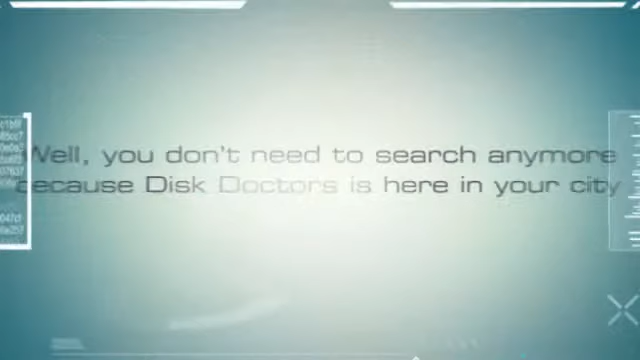 Well, you don't need to search anymore
because Disk Doctors is here in your city